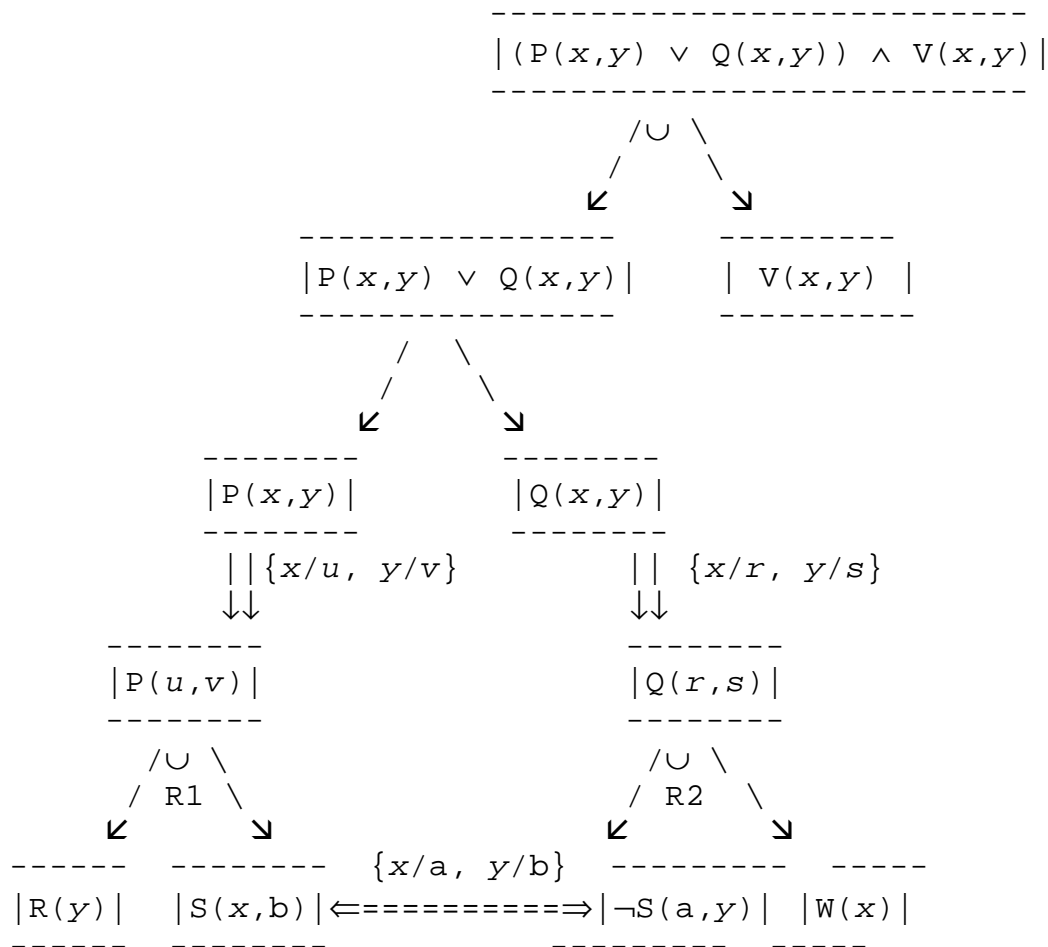 (P(x,y) ∨ Q(x,y)) ∧ V(x,y)
∪
P(x,y) ∨ Q(x,y) V(x,y)
P(x,y) Q(x,y)
{x/u, y/v} {x/r, y/s}
P(u,v) Q(r,s)
∪ ∪
R1 R2
{x/a, y/b}
R(y) S(x,b) ¬S(a,y) W(x)